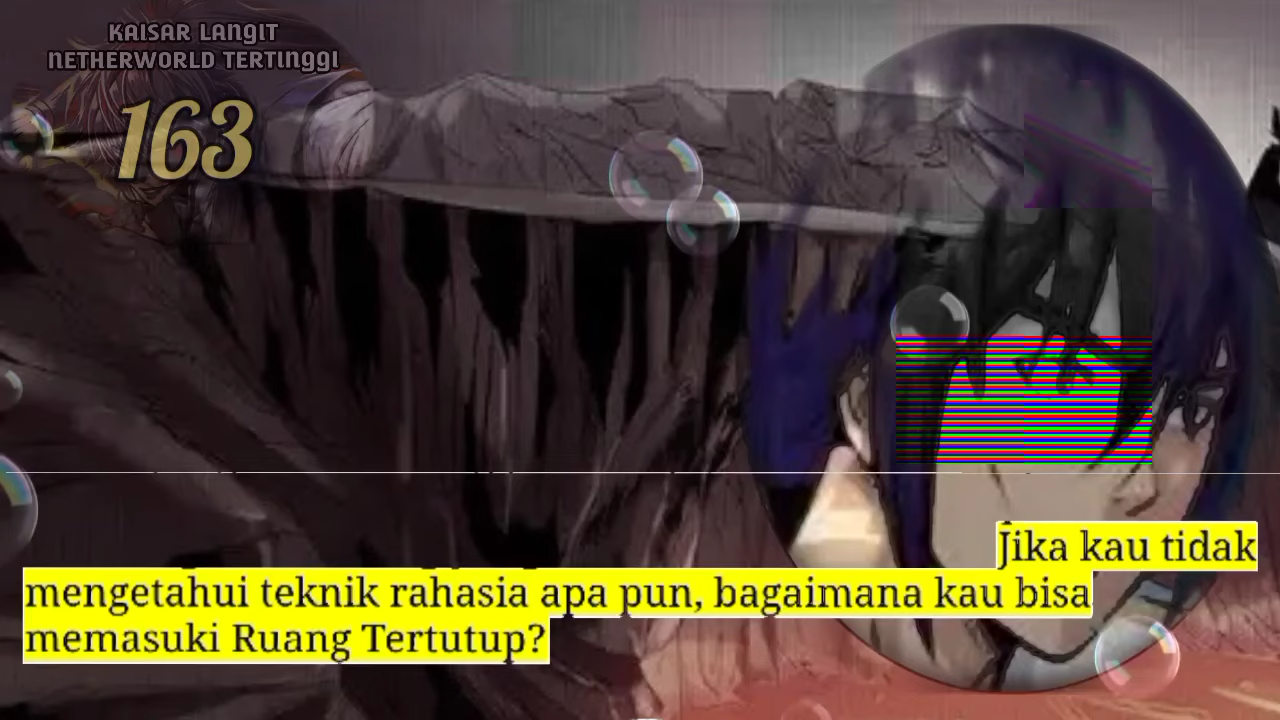 KAISAR LANGIT
NETHERWORLD TERTINGGI
163
Jika kau tidak
mengetahui teknik rahasia apa pun, bagaimana kau bisa
memasuki Ruang Tertutup?